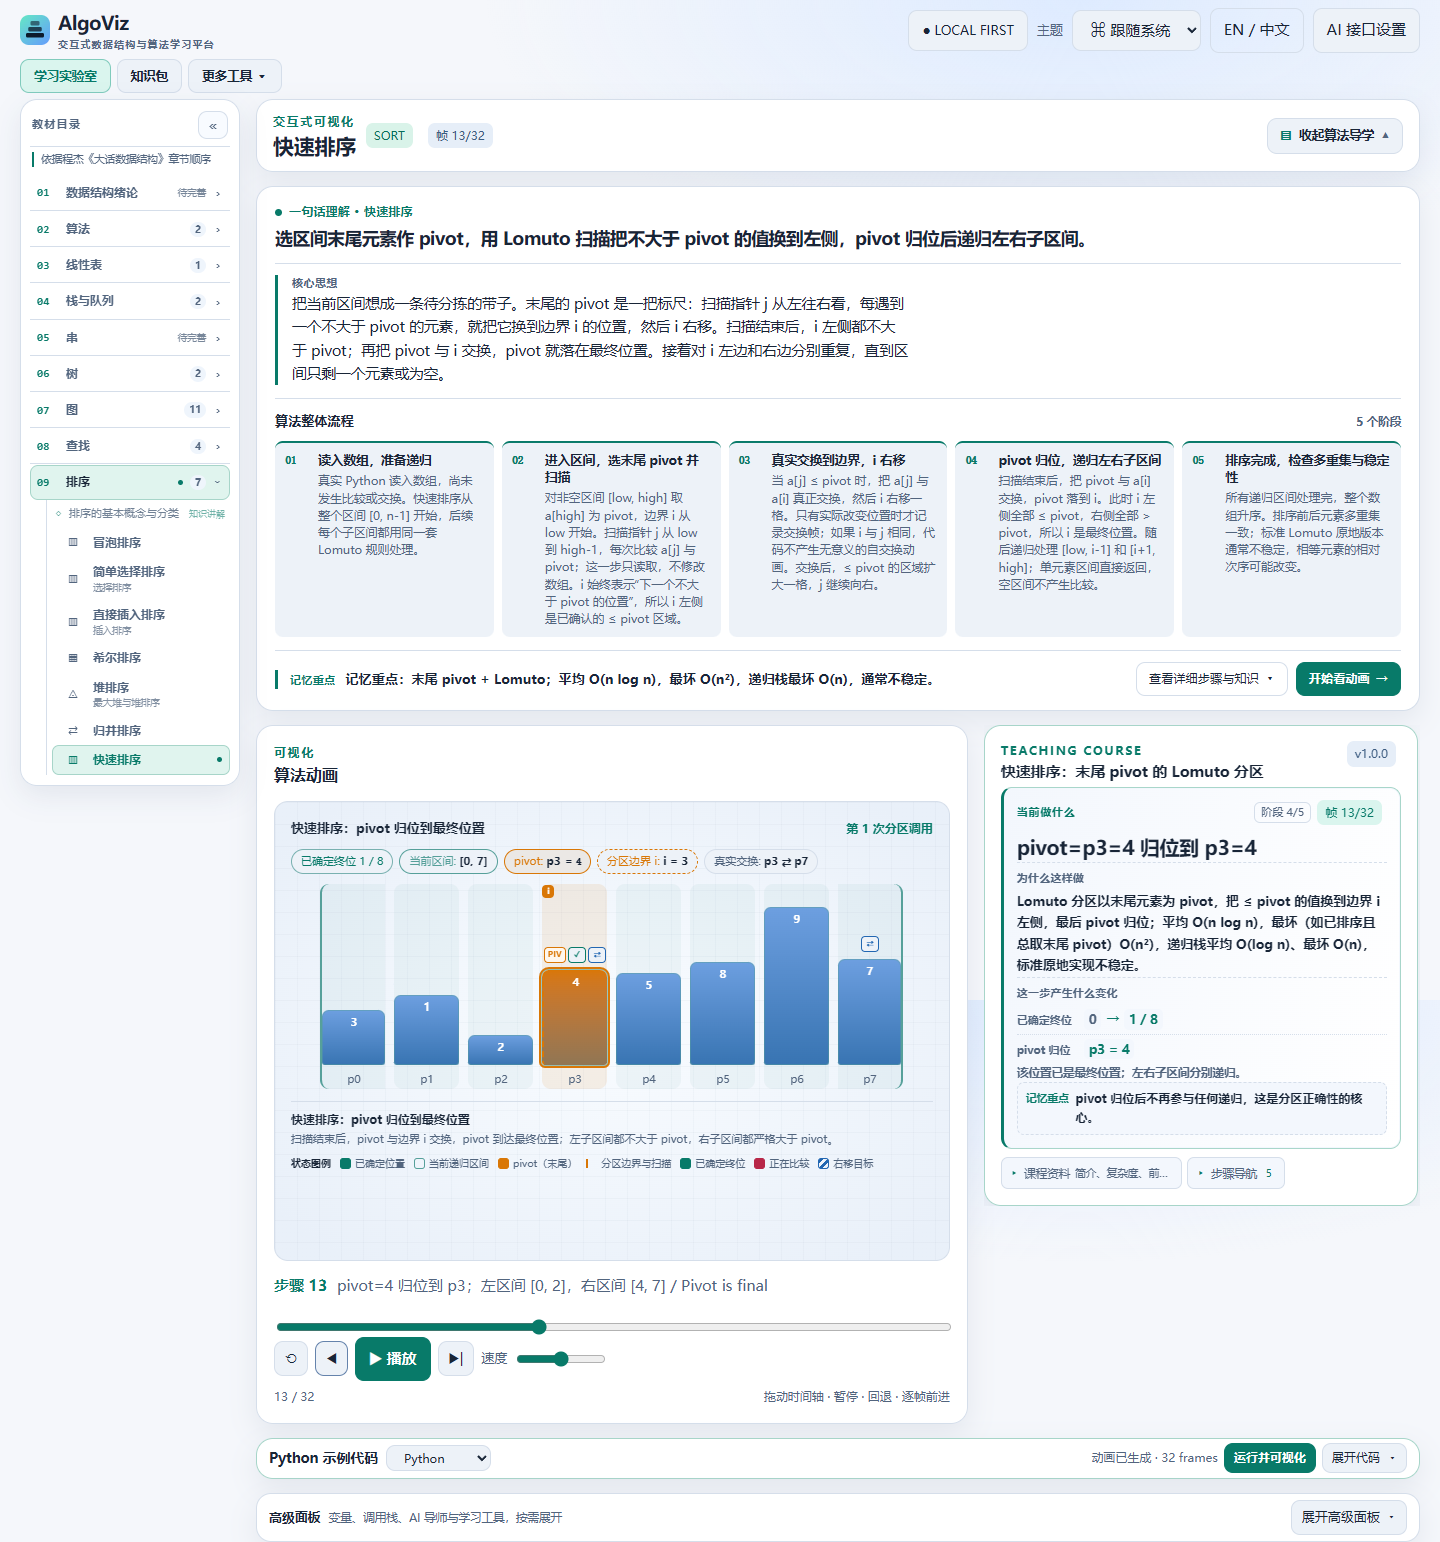 AlgoViz
交互式数据结构与算法学习平台
● LOCAL FIRST
主题
⌘ 跟随系统
EN / 中文
AI 接口设置
学习实验室
知识包
更多工具
教材目录
«
依据程杰《大话数据结构》章节顺序
01 数据结构绪论 待完善 ›
02 算法 2 ›
03 线性表 1 ›
04 栈与队列 2 ›
05 串 待完善 ›
06 树 2 ›
07 图 11 ›
08 查找 4 ›
09 排序 7
排序的基本概念与分类 知识讲解
冒泡排序
简单选择排序
选择排序
直接插入排序
插入排序
希尔排序
堆排序
最大堆与堆排序
归并排序
快速排序
交互式可视化
快速排序 SORT 帧 13/32
收起算法导学 ▲
一句话理解 • 快速排序
选区间末尾元素作 pivot，用 Lomuto 扫描把不大于 pivot 的值换到左侧，pivot 归位后递归左右子区间。
核心思想
把当前区间想成一条待分拣的带子。末尾的 pivot 是一把标尺：扫描指针 j 从左往右看，每遇到
一个不大于 pivot 的元素，就把它换到边界 i 的位置，然后 i 右移。扫描结束后，i 左侧都不大
于 pivot；再把 pivot 与 i 交换，pivot 就落在最终位置。接着对 i 左边和右边分别重复，直到区
间只剩一个元素或为空。
算法整体流程
5 个阶段
01 读入数组，准备递归
真实 Python 读入数组，尚未
发生比较或交换。快速排序从
整个区间 [0, n-1] 开始，后续
每个子区间都用同一套
Lomuto 规则处理。
02 进入区间，选末尾 pivot 并
扫描
对非空区间 [low, high] 取
a[high] 为 pivot，边界 i 从
low 开始。扫描指针 j 从 low
到 high-1，每次比较 a[j] 与
pivot；这一步只读取，不修改
数组。i 始终表示“下一个不大
于 pivot 的位置”，所以 i 左侧
是已确认的 ≤ pivot 区域。
03 真实交换到边界，i 右移
当 a[j] ≤ pivot 时，把 a[j] 与
a[i] 真正交换，然后 i 右移一
格。只有实际改变位置时才记
录交换帧；如果 i 与 j 相同，代
码不产生无意义的自交换动
画。交换后，≤ pivot 的区域扩
大一格，j 继续向右。
04 pivot 归位，递归左右子区间
扫描结束后，把 pivot 与 a[i]
交换，pivot 落到 i。此时 i 左
侧全部 ≤ pivot，右侧全部 >
pivot，所以 i 是最终位置。随
后递归处理 [low, i-1] 和 [i+1,
high]；单元素区间直接返回，
空区间不产生比较。
05 排序完成，检查多重集与稳定
性
所有递归区间处理完，整个数
组升序。排序前后元素多重集
一致；标准 Lomuto 原地版本
通常不稳定，相等元素的相对
次序可能改变。
记忆重点 记忆重点：末尾 pivot + Lomuto；平均 O(n log n)，最坏 O(n²)，递归栈最坏 O(n)，通常不稳定。
查看详细步骤与知识
开始看动画 →
可视化
算法动画
快速排序：pivot 归位到最终位置
第 1 次分区调用
已确定终位 1 / 8
当前区间: [0, 7]
pivot: p3 = 4
分区边界 i: i = 3
真实交换: p3 ⇄ p7
i
PIV ✓ ⇄
⇄
3 1 2 4 5 8 9 7
p0 p1 p2 p3 p4 p5 p6 p7
快速排序：pivot 归位到最终位置
扫描结束后，pivot 与边界 i 交换，pivot 到达最终位置；左子区间都不大于 pivot，右子区间都严格大于 pivot。
状态图例 已确定位置 当前递归区间 pivot（末尾） 分区边界与扫描 已确定终位 正在比较 右移目标
步骤 13 pivot=4 归位到 p3；左区间 [0, 2]，右区间 [4, 7] / Pivot is final
▶ 播放
速度
13 / 32
拖动时间轴 · 暂停 · 回退 · 逐帧前进
TEACHING COURSE
快速排序：末尾 pivot 的 Lomuto 分区
v1.0.0
当前做什么
阶段 4/5
帧 13/32
pivot=p3=4 归位到 p3=4
为什么这样做
Lomuto 分区以末尾元素为 pivot，把 ≤ pivot 的值换到边界 i
左侧，最后 pivot 归位；平均 O(n log n)，最坏（如已排序且
总取末尾 pivot）O(n²)，递归栈平均 O(log n)、最坏 O(n)，
标准原地实现不稳定。
这一步产生什么变化
已确定终位 0 → 1 / 8
pivot 归位 p3 = 4
该位置已是最终位置；左右子区间分别递归。
记忆重点 pivot 归位后不再参与任何递归，这是分区正确性的核
心。
课程资料 简介、复杂度、前...
步骤导航 5
Python 示例代码
Python
动画已生成 · 32 frames
运行并可视化
展开代码
高级面板 变量、调用栈、AI 导师与学习工具，按需展开
展开高级面板